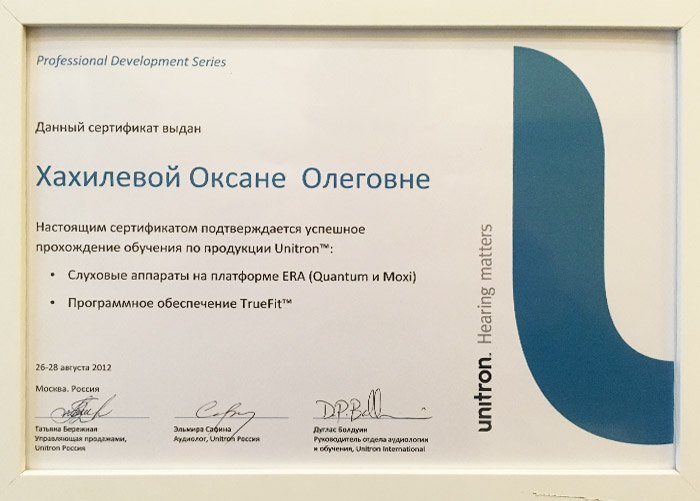 Professional Development Series
Данный сертификат выдан
Хахилевой Оксане Олеговне
Настоящим сертификатом подтверждается успешное
прохождение обучения по продукции Unitron™:
• Слуховые аппараты на платформе ERA (Quantum и Moxi)
• Программное обеспечение TrueFit™
26-28 августа 2012
Москва. Россия
D.P.Ball
Татьяна Бережная
Управляющая продажами,
Unitron Россия
Эльмира Сафина
Аудиолог, Unitron Россия
Дуглас Болдуин
Руководитель отдела аудиологии
и обучения, Unitron International
unitron. Hearing matters